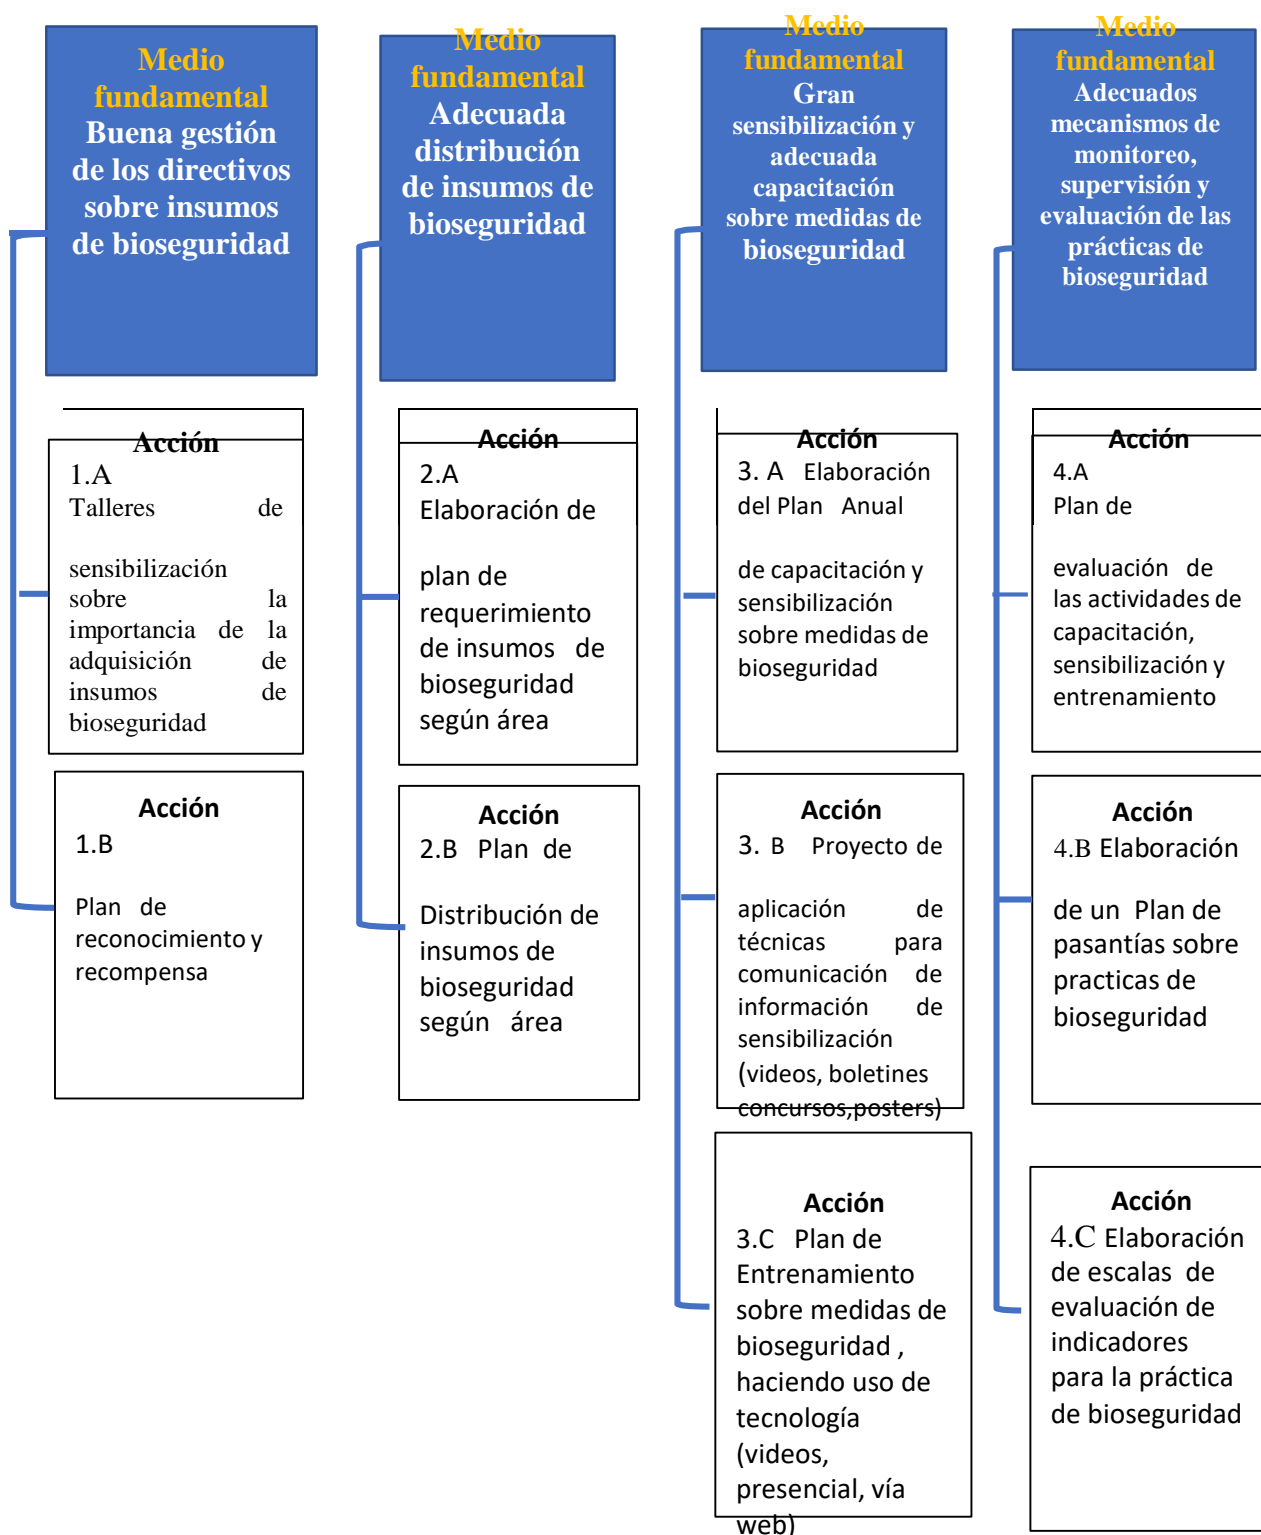 Medio
fundamental
Buena gestión
de los directivos
sobre insumos
de bioseguridad
Acción
1.A
Talleres de
sensibilización
sobre la
importancia de la
adquisición de
insumos de
bioseguridad
Acción
1.B
Plan de
reconocimiento y
recompensa
Medio
fundamental
Adecuada
distribución
de insumos de
bioseguridad
Acción
2.A
Elaboración de
plan de
requerimiento
de insumos de
bioseguridad
según área
Acción
2.B Plan de
Distribución de
insumos de
bioseguridad
según área
Medio
fundamental
Gran
sensibilización y
adecuada
capacitación
sobre medidas de
bioseguridad
Acción
3. A Elaboración
del Plan Anual
de capacitación y
sensibilización
sobre medidas de
bioseguridad
Acción
3. B Proyecto de
aplicación de
técnicas para
comunicación de
información de
sensibilización
(videos, boletines
concursos,posters)
Acción
3.C Plan de
Entrenamiento
sobre medidas de
bioseguridad ,
haciendo uso de
tecnología
(videos,
presencial, vía
web)
Medio
fundamental
Adecuados
mecanismos de
monitoreo,
supervisión y
evaluación de las
prácticas de
bioseguridad
Acción
4.A
Plan de
evaluación de
las actividades de
capacitación,
sensibilización y
entrenamiento
Acción
4.B Elaboración
de un Plan de
pasantías sobre
practicas de
bioseguridad
Acción
4.C Elaboración
de escalas de
evaluación de
indicadores
para la práctica
de bioseguridad